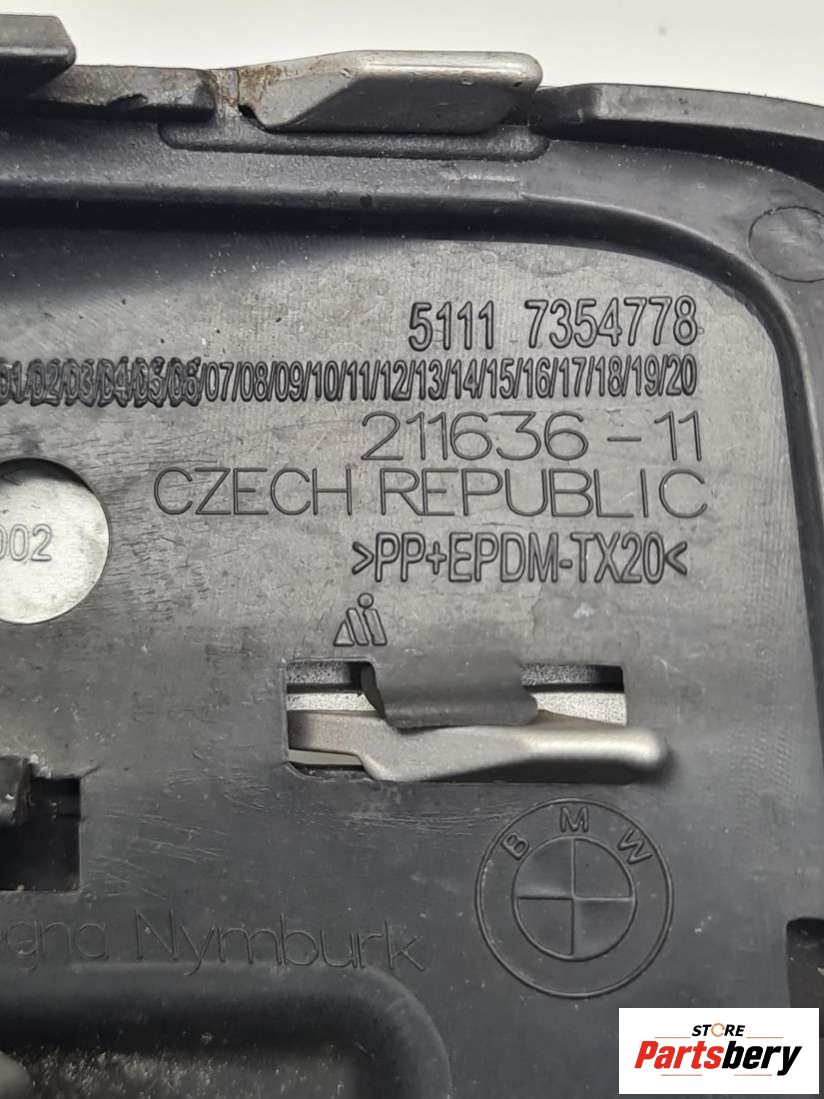 5111 7354778
01/02/03/04/05/06/07/08/09/10/11/12/13/14/15/16/17/18/19/20
211636-11
CZECH REPUBLIC
002
>PP+EPDM-TX20<
BMW
Nymburk
STORE
Partsbery